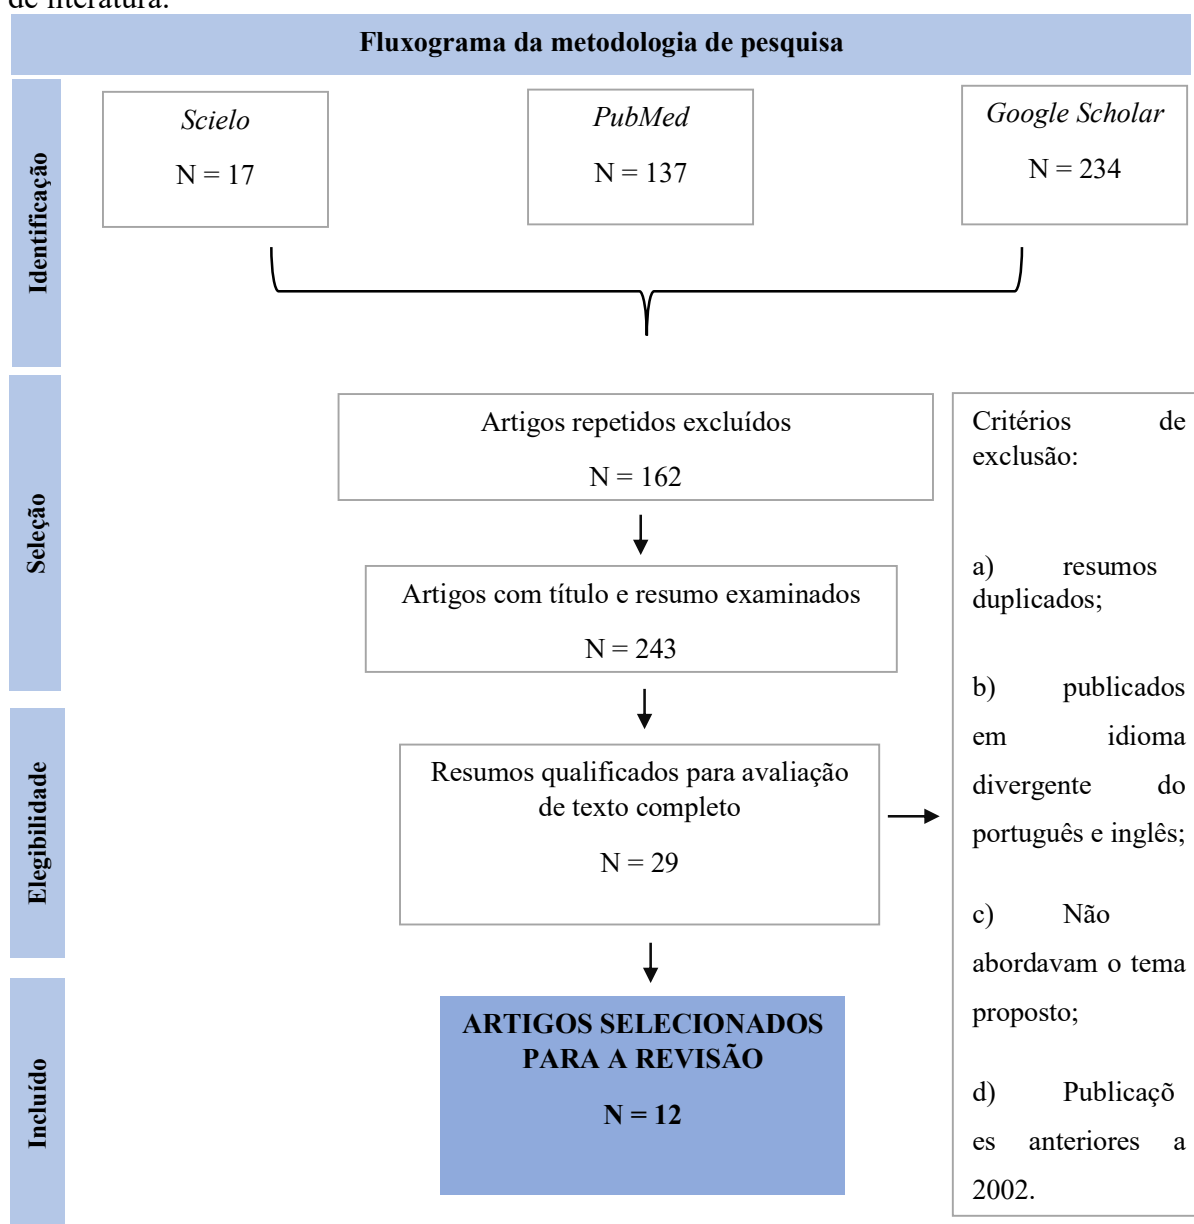 de literatura.
Fluxograma da metodologia de pesquisa
Identificação
Scielo
N = 17
PubMed
N = 137
Google Scholar
N = 234
Seleção
Artigos repetidos excluídos
N = 162
Artigos com título e resumo examinados
N = 243
Elegibilidade
Resumos qualificados para avaliação
de texto completo
N = 29
Incluído
ARTIGOS SELECIONADOS
PARA A REVISÃO
N = 12
Critérios de
exclusão:
a) resumos
duplicados;
b) publicados
em idioma
divergente do
português e inglês;
c) Não
abordavam o tema
proposto;
d) Publicaçõ
es anteriores a
2002.